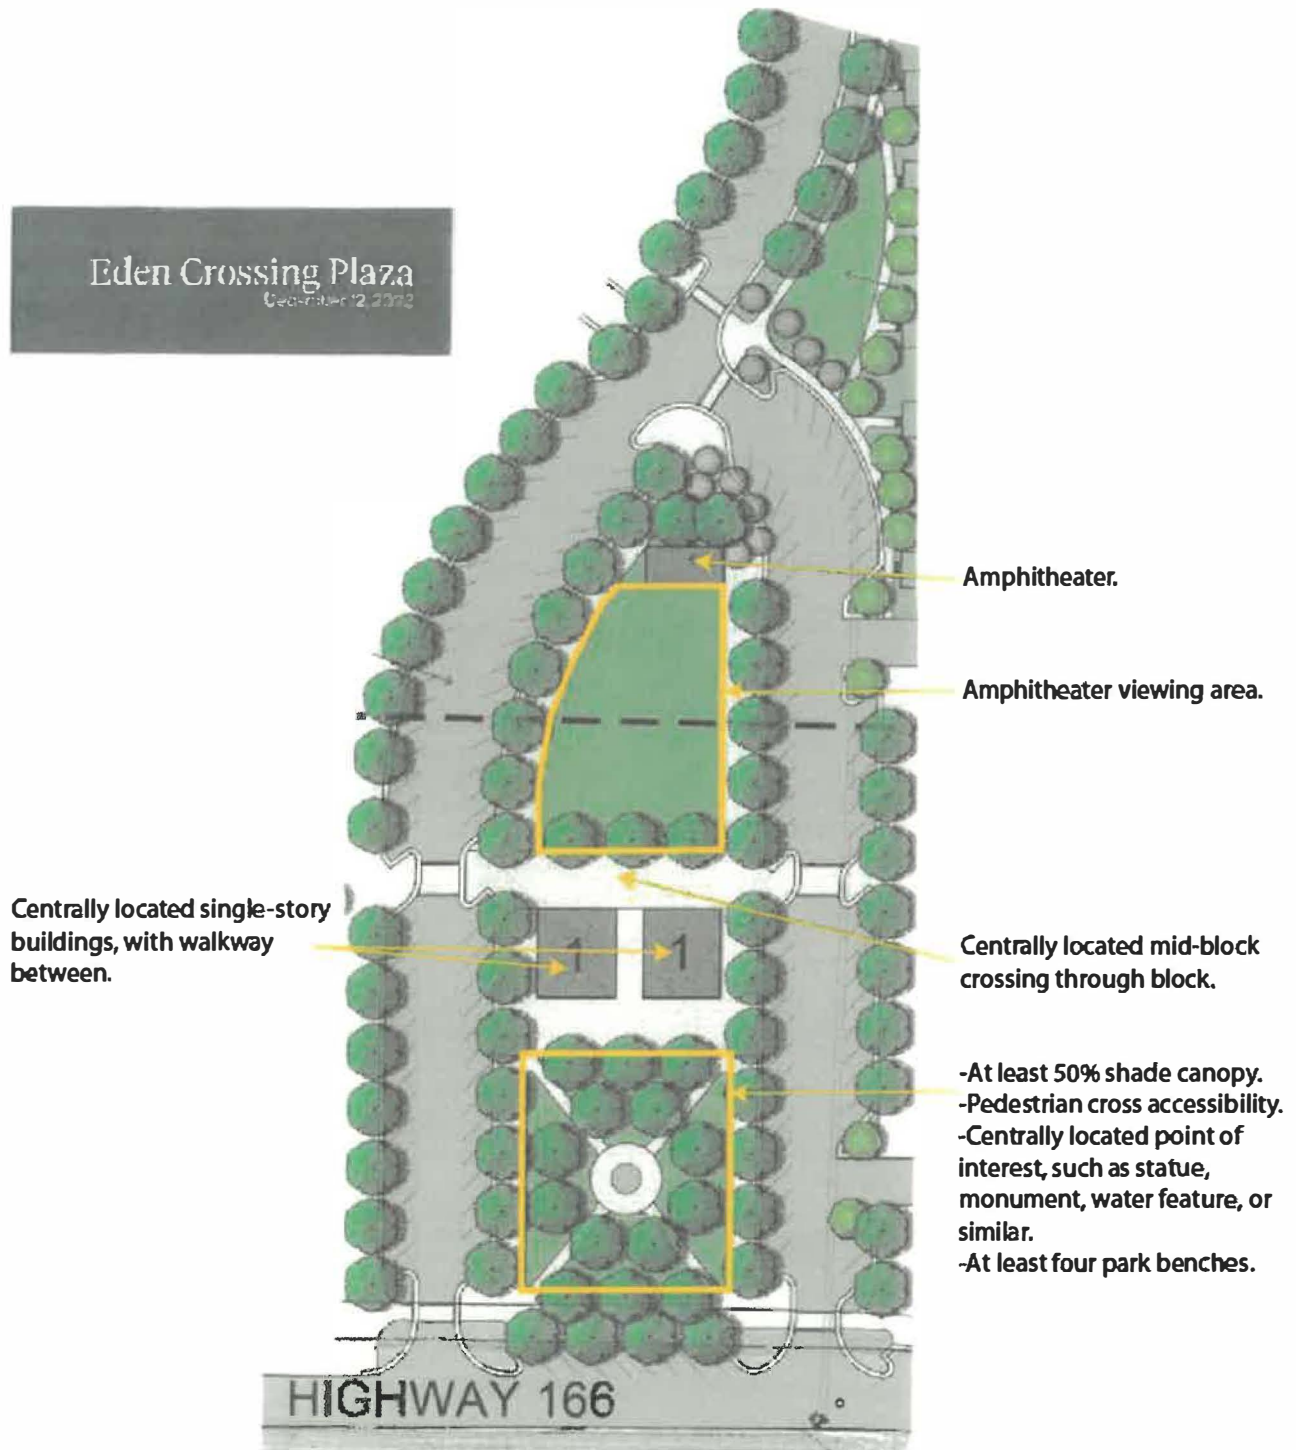 Eden Crossing Plaza
Amphitheater.
Amphitheater viewing area.
Centrally located single-story
buildings, with walkway
between.
1 1
Centrally located mid-block
crossing through block.
-At least 50% shade canopy.
-Pedestrian cross accessibility.
-Centrally located point of
interest, such as statue,
monument, water feature, or
similar.
-At least four park benches.
HIGHWAY 166